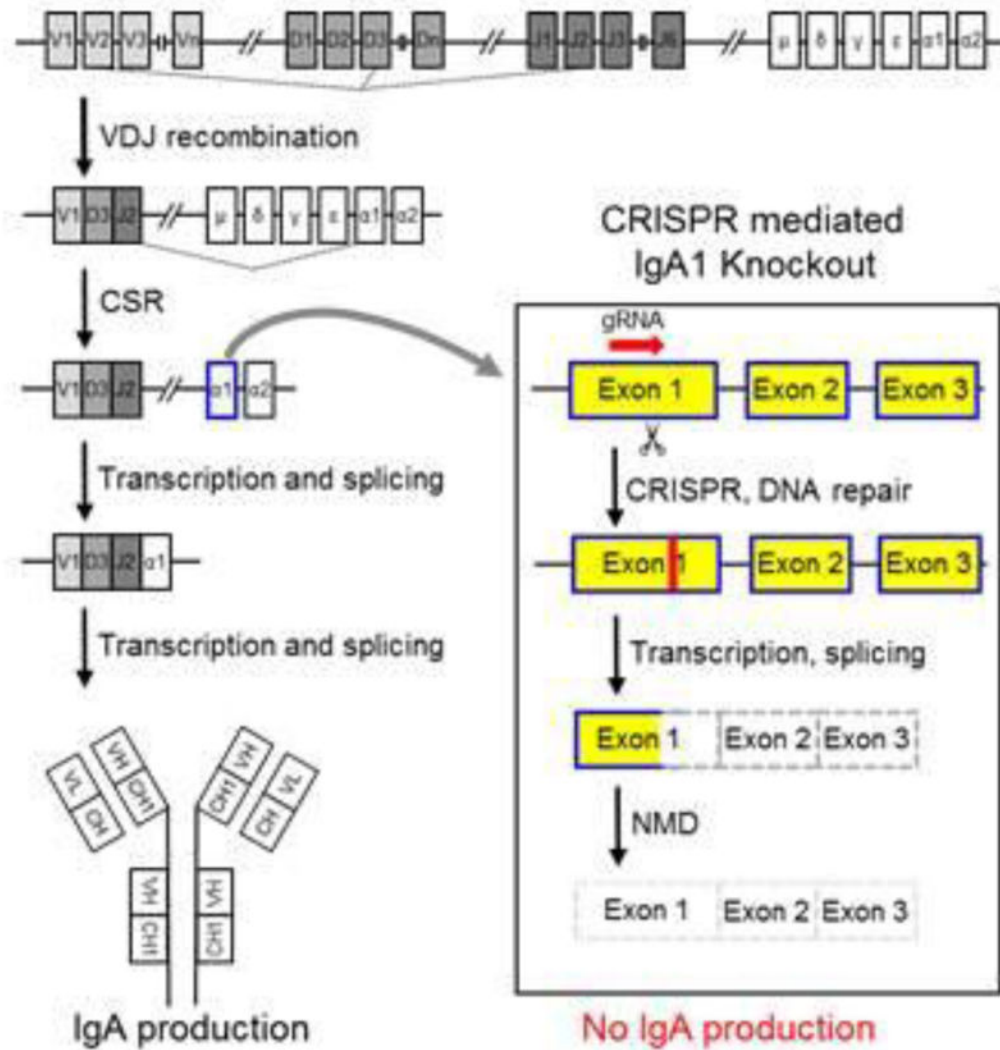 V1 V2 V3 Vn D1 D2 D3 Dn J1 J2 J3 J6 μ δ γ ε α1 α2
VDJ recombination
V1 D3 J2 μ δ γ ε α1 α2
CSR
V1 D3 J2 α1 α2
Transcription and splicing
V1 D3 J2 α1
Transcription and splicing
VL CH VH CH1 CH1 VH CH VL
VH CH1 VH CH1
IgA production
CRISPR mediated
IgA1 Knockout
gRNA
Exon 1 Exon 2 Exon 3
CRISPR, DNA repair
Exon 1 Exon 2 Exon 3
Transcription, splicing
Exon 1 Exon 2 Exon 3
NMD
Exon 1 Exon 2 Exon 3
No IgA production